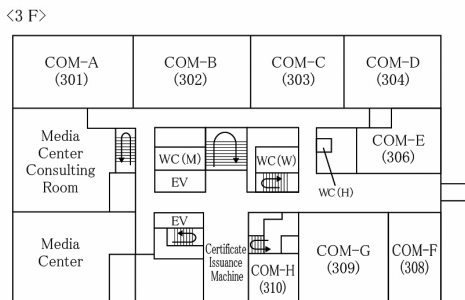 <3 F>
COM-A
(301)
COM-B
(302)
COM-C
(303)
COM-D
(304)
Media
Center
Consulting
Room
WC(M)
EV
WC(W)
COM-E
(306)
WC(H)
Media
Center
EV
Certificate
Issuance
Machine
COM-H
(310)
COM-G
(309)
COM-F
(308)